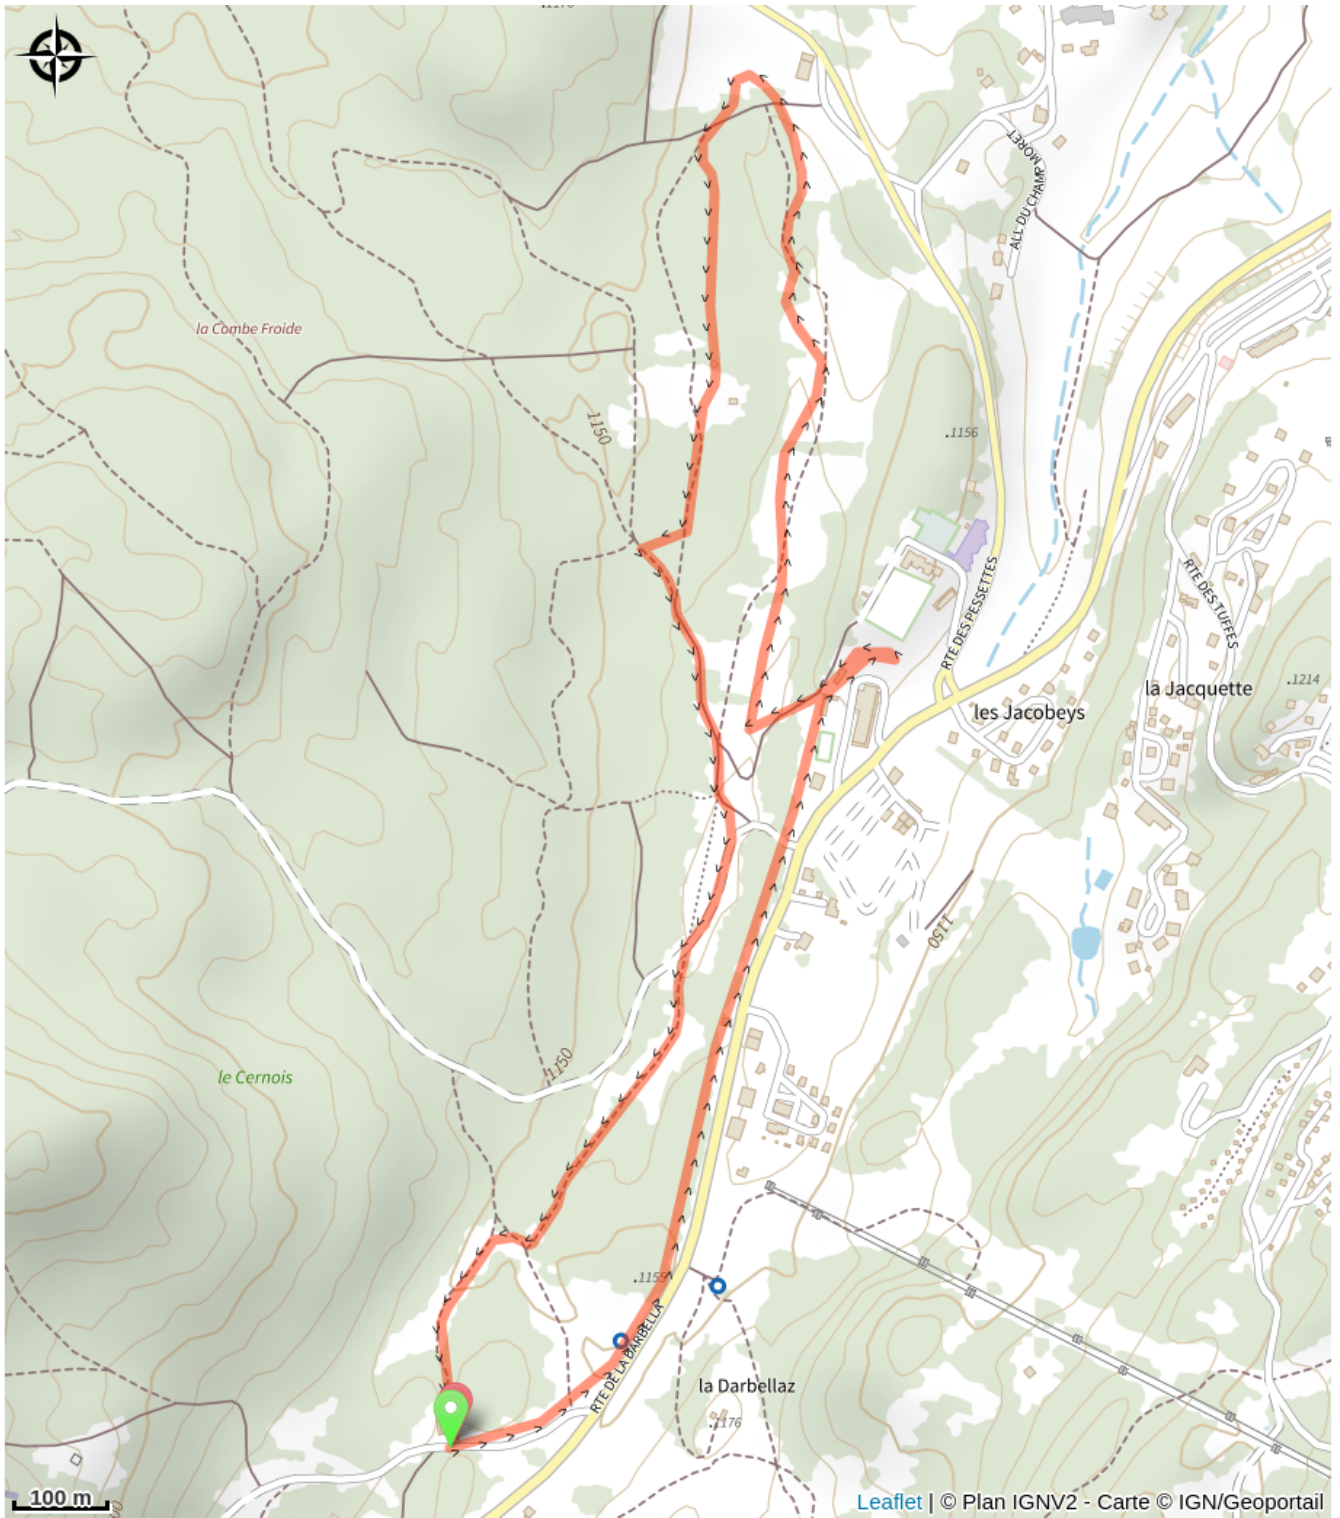 ALL DU CHAMP MORET
la Combe Froide
1150
.1156
RTE DES PESSETTES
RTE DES TUFFES
la Jacquette
.1214
les Jacobeys
1150
1150
le Cernois
.1155
RTE DE LA DARBELLA
la Darbellaz
.1176
100 m
Leaflet | © Plan IGNV2 - Carte © IGN/Geoportail